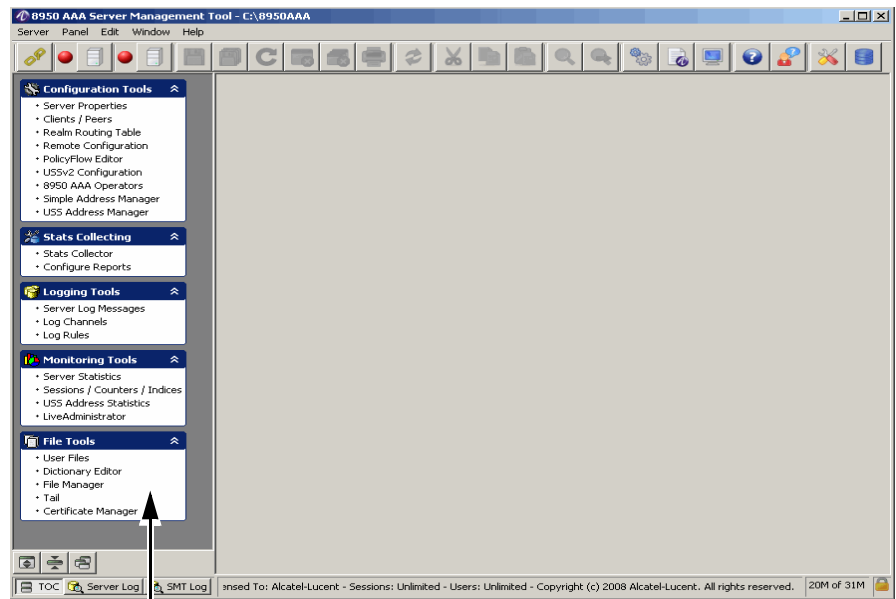 8950 AAA Server Management Tool - C:\8950AAA
Server Panel Edit Window Help
Configuration Tools
Server Properties
Clients / Peers
Realm Routing Table
Remote Configuration
PolicyFlow Editor
USSv2 Configuration
8950 AAA Operators
Simple Address Manager
USS Address Manager
Stats Collecting
Stats Collector
Configure Reports
Logging Tools
Server Log Messages
Log Channels
Log Rules
Monitoring Tools
Server Statistics
Sessions / Counters / Indices
USS Address Statistics
LiveAdministrator
File Tools
User Files
Dictionary Editor
File Manager
Tail
Certificate Manager
TOC Server Log SMT Log ensed To: Alcatel-Lucent - Sessions: Unlimited - Users: Unlimited - Copyright (c) 2008 Alcatel-Lucent. All rights reserved. 20M of 31M